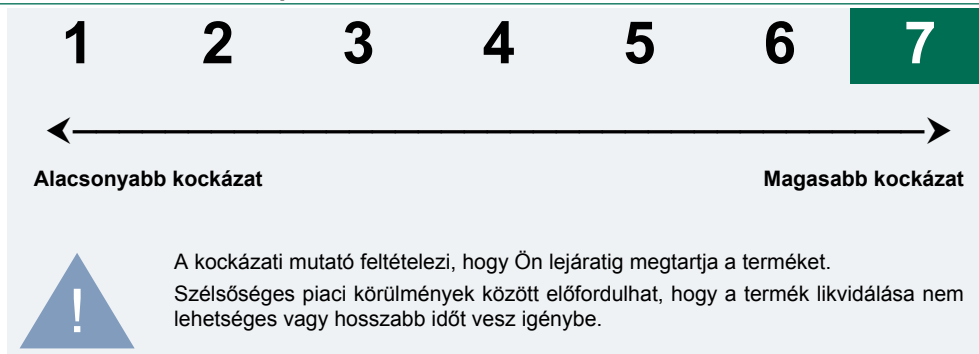 1 2 3 4 5 6 7
Alacsonyabb kockázat Magasabb kockázat
A kockázati mutató feltételezi, hogy Ön lejáratig megtartja a terméket.
Szélsőséges piaci körülmények között előfordulhat, hogy a termék likvidálása nem
lehetséges vagy hosszabb időt vesz igénybe.
!